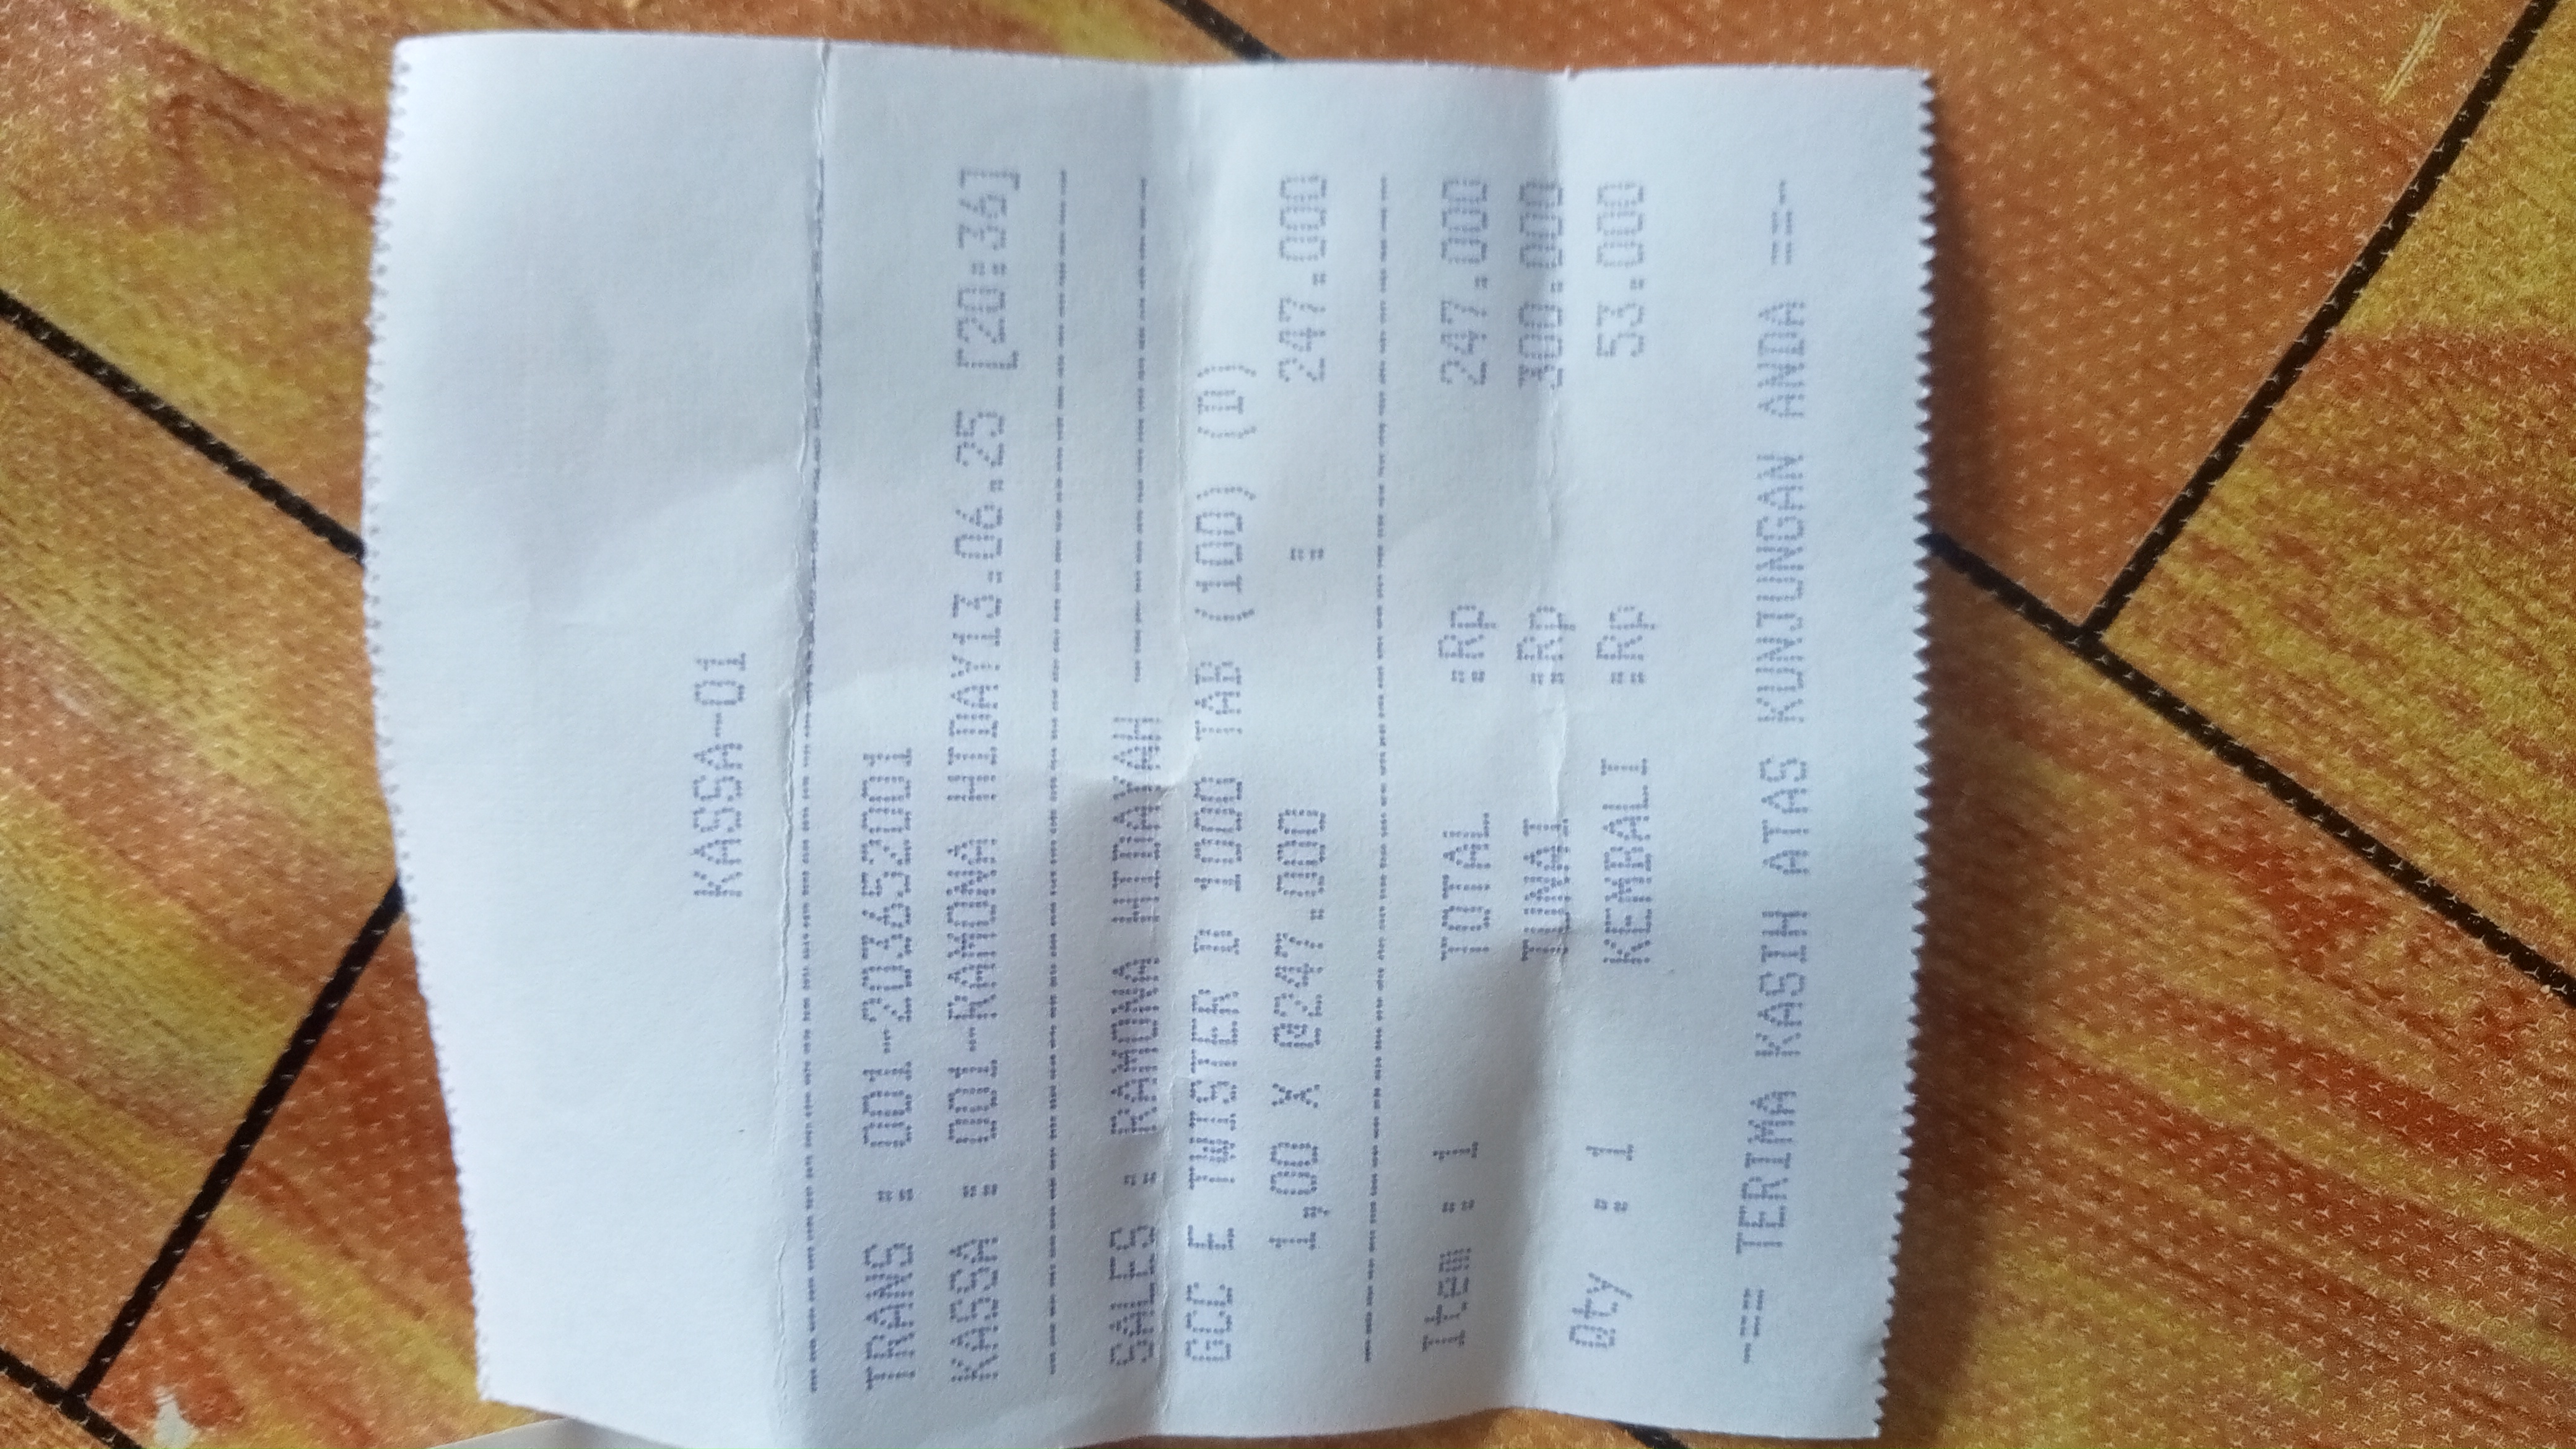 KASSA-01
TRANS : 001-203652001
KASSA : 001-RAMONA HIDAY13.06.25 [20:36]
SALES : RAMONA HIDAYAH
GCC E TWISTER B 1000 TAB (100) (D)
1,00 X @247.000 : 247.000
Item : 1 TOTAL :Rp 247.000
TUNAI :Rp 300.000
Qty : 1 KEMBALI :Rp 53.000
-== TERIMA KASIH ATAS KUNJUNGAN ANDA ==-